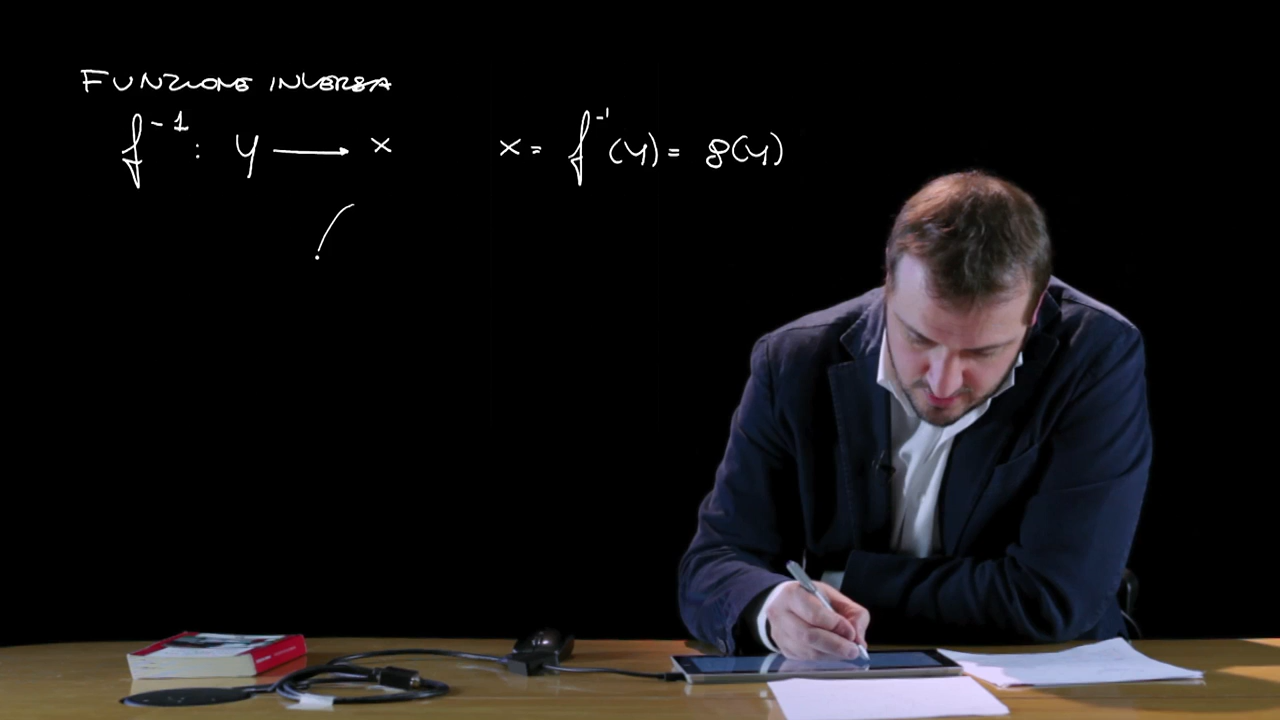 FUNZIONE INVERSA
f⁻¹: y ⟶ x x = f⁻¹(y) = g(y)